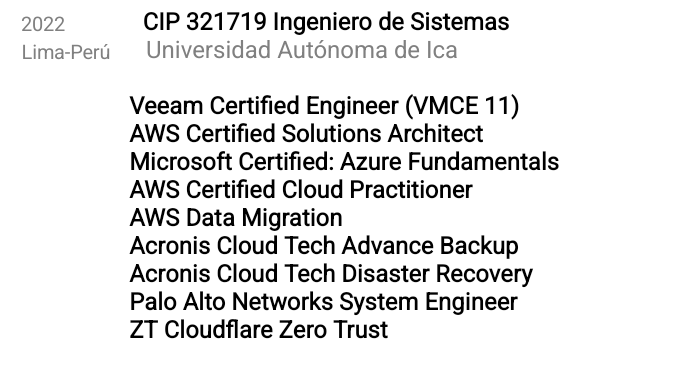 2022 CIP 321719 Ingeniero de Sistemas
Lima-Perú Universidad Autónoma de Ica
Veeam Certified Engineer (VMCE 11)
AWS Certified Solutions Architect
Microsoft Certified: Azure Fundamentals
AWS Certified Cloud Practitioner
AWS Data Migration
Acronis Cloud Tech Advance Backup
Acronis Cloud Tech Disaster Recovery
Palo Alto Networks System Engineer
ZT Cloudflare Zero Trust